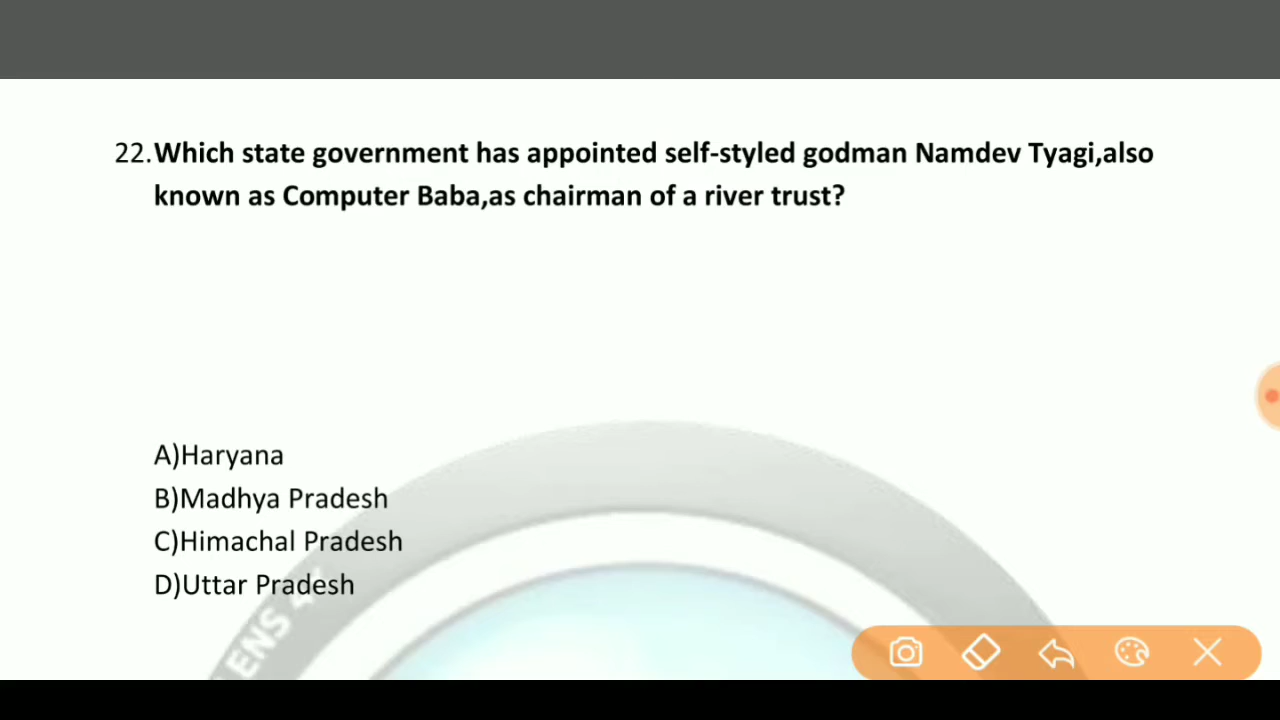 22.Which state government has appointed self-styled godman Namdev Tyagi,also
known as Computer Baba,as chairman of a river trust?
A)Haryana
B)Madhya Pradesh
C)Himachal Pradesh
D)Uttar Pradesh